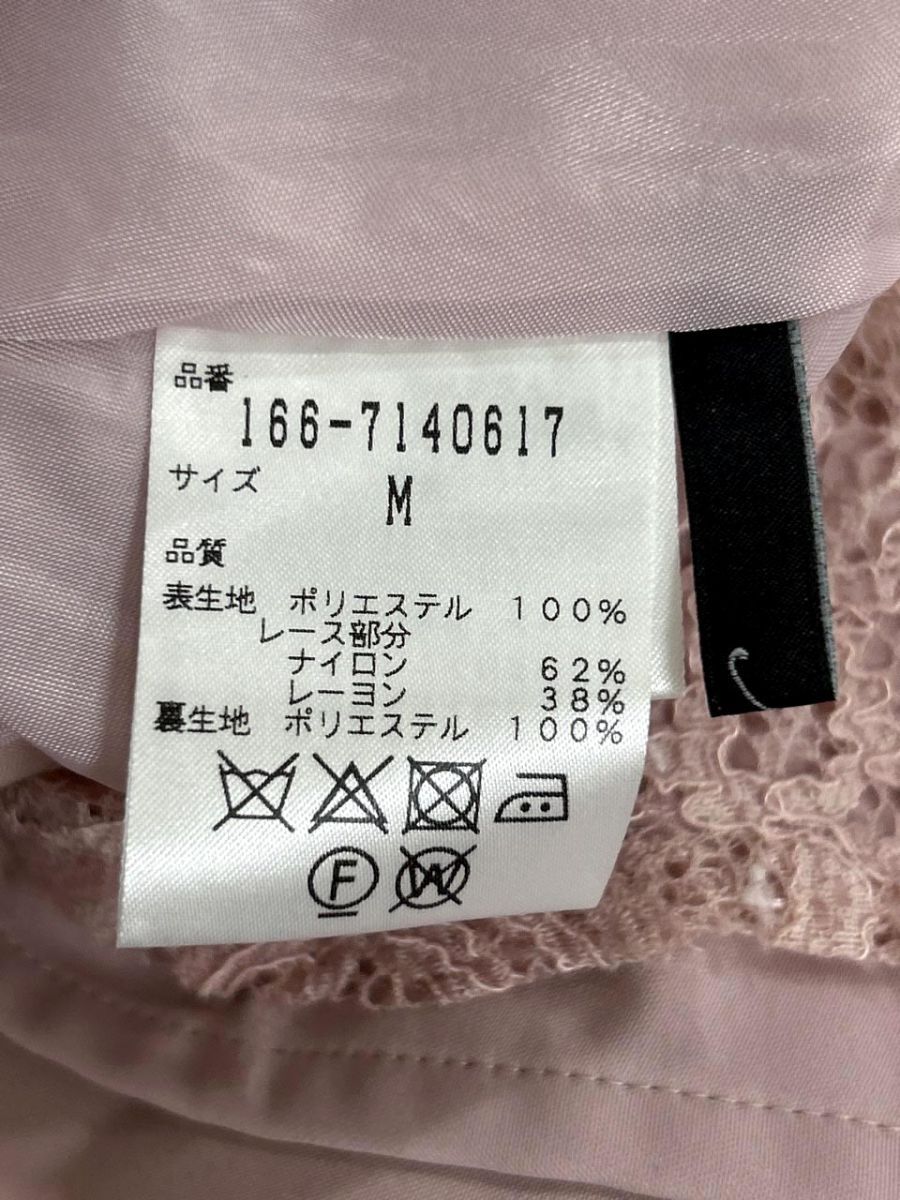 品番
166-7140617
サイズ M
品質
表生地 ポリエステル 100%
レース部分
ナイロン 62%
レーヨン 38%
裏生地 ポリエステル 100%
F W